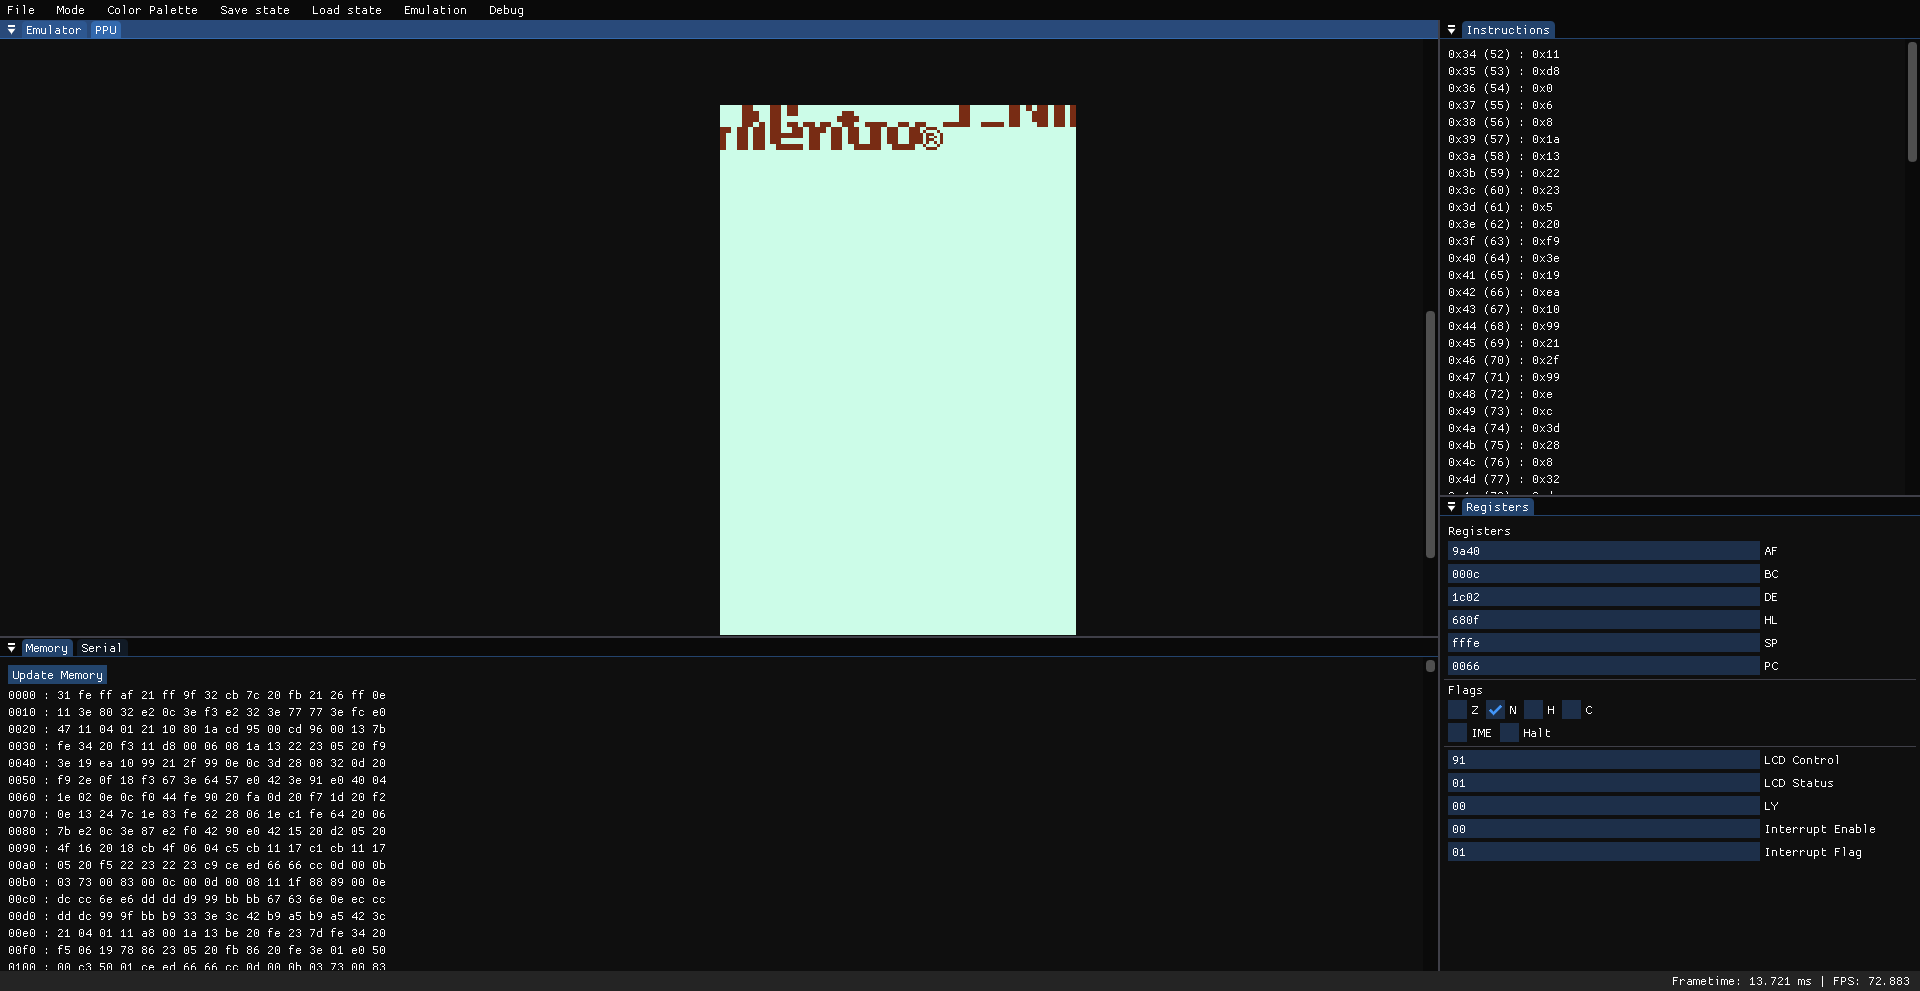 File Mode Color Palette Save state Load state Emulation Debug
Emulator PPU
®
Memory Serial
Update Memory
0000 : 31 fe ff af 21 ff 9f 32 cb 7c 20 fb 21 26 ff 0e
0010 : 11 3e 80 32 e2 0c 3e f3 e2 32 3e 77 77 3e fc e0
0020 : 47 11 04 01 21 10 80 1a cd 95 00 cd 96 00 13 7b
0030 : fe 34 20 f3 11 d8 00 06 08 1a 13 22 23 05 20 f9
0040 : 3e 19 ea 10 99 21 2f 99 0e 0c 3d 28 08 32 0d 20
0050 : f9 2e 0f 18 f3 67 3e 64 57 e0 42 3e 91 e0 40 04
0060 : 1e 02 0e 0c f0 44 fe 90 20 fa 0d 20 f7 1d 20 f2
0070 : 0e 13 24 7c 1e 83 fe 62 28 06 1e c1 fe 64 20 06
0080 : 7b e2 0c 3e 87 e2 f0 42 90 e0 42 15 20 d2 05 20
0090 : 4f 16 20 18 cb 4f 06 04 c5 cb 11 17 c1 cb 11 17
00a0 : 05 20 f5 22 23 22 23 c9 ce ed 66 66 cc 0d 00 0b
00b0 : 03 73 00 83 00 0c 00 0d 00 08 11 1f 88 89 00 0e
00c0 : dc cc 6e e6 dd dd d9 99 bb bb 67 63 6e 0e ec cc
00d0 : dd dc 99 9f bb b9 33 3e 3c 42 b9 a5 b9 a5 42 3c
00e0 : 21 04 01 11 a8 00 1a 13 be 20 fe 23 7d fe 34 20
00f0 : f5 06 19 78 86 23 05 20 fb 86 20 fe 3e 01 e0 50
0100 : 00 c3 50 01 ce ed 66 66 cc 0d 00 0b 03 73 00 83
Instructions
0x34 (52) : 0x11
0x35 (53) : 0xd8
0x36 (54) : 0x0
0x37 (55) : 0x6
0x38 (56) : 0x8
0x39 (57) : 0x1a
0x3a (58) : 0x13
0x3b (59) : 0x22
0x3c (60) : 0x23
0x3d (61) : 0x5
0x3e (62) : 0x20
0x3f (63) : 0xf9
0x40 (64) : 0x3e
0x41 (65) : 0x19
0x42 (66) : 0xea
0x43 (67) : 0x10
0x44 (68) : 0x99
0x45 (69) : 0x21
0x46 (70) : 0x2f
0x47 (71) : 0x99
0x48 (72) : 0xe
0x49 (73) : 0xc
0x4a (74) : 0x3d
0x4b (75) : 0x28
0x4c (76) : 0x8
0x4d (77) : 0x32
Registers
Registers
9a40 AF
000c BC
1c02 DE
680f HL
fffe SP
0066 PC
Flags
Z N H C
IME Halt
91 LCD Control
01 LCD Status
00 LY
00 Interrupt Enable
01 Interrupt Flag
Frametime: 13.721 ms | FPS: 72.883